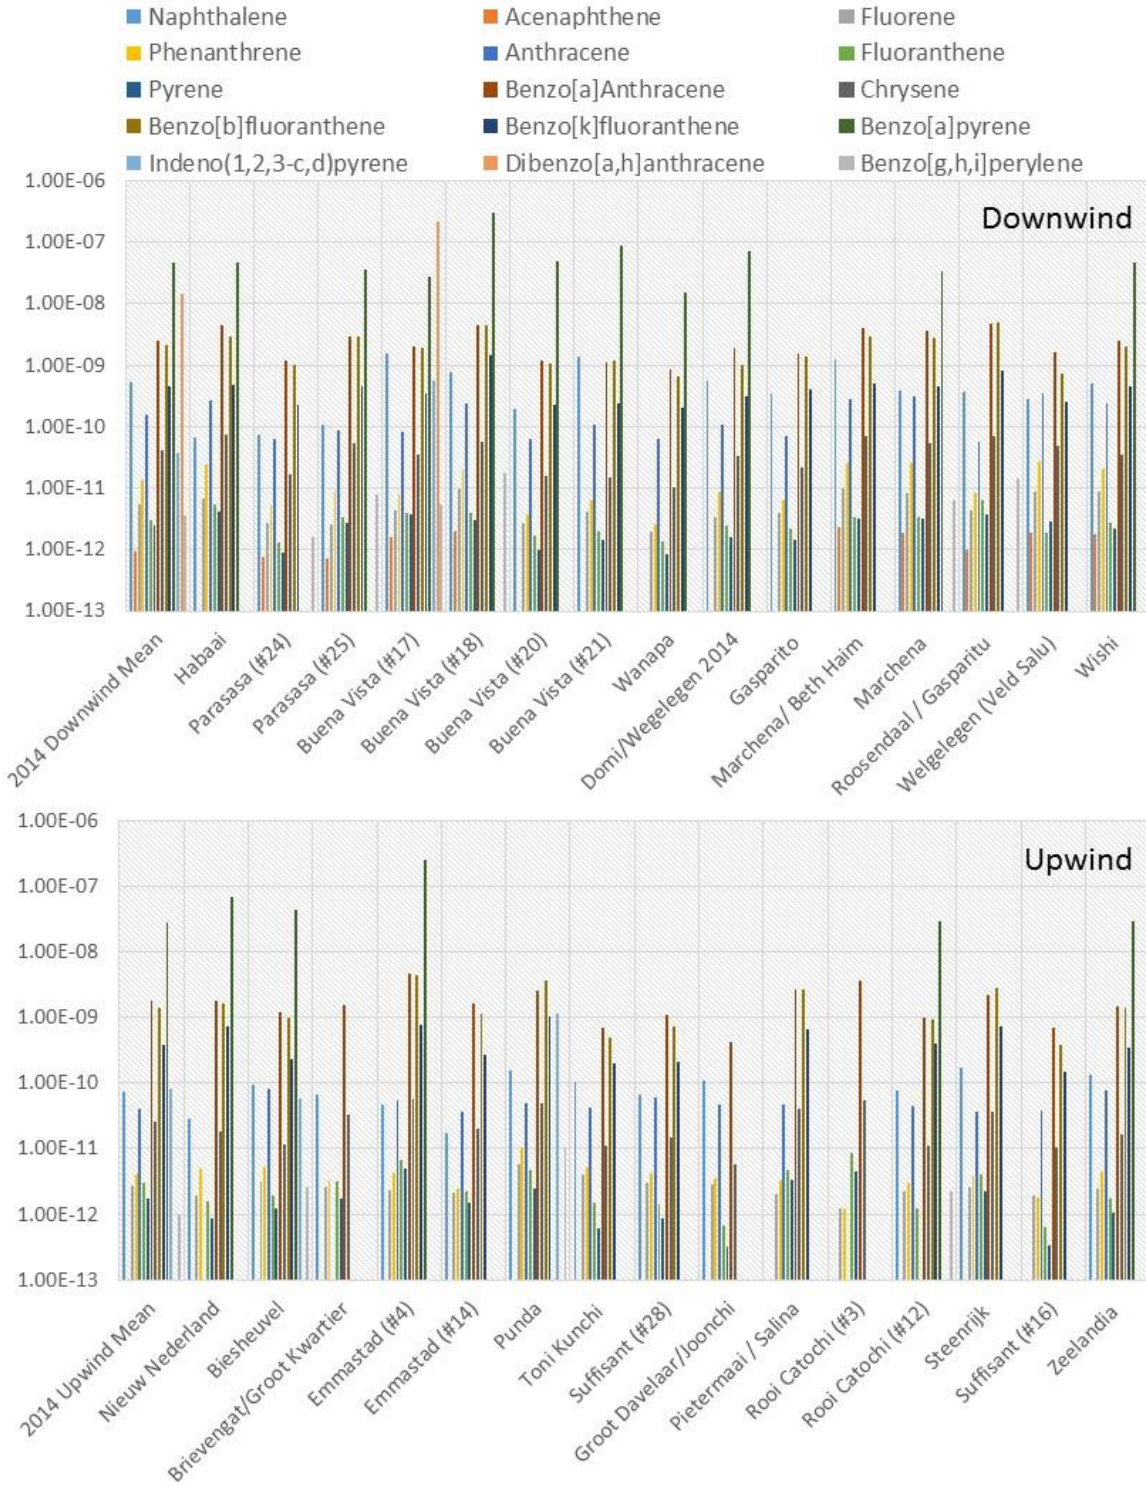 Naphthalene Acenaphthene Fluorene
Phenanthrene Anthracene Fluoranthene
Pyrene Benzo[a]Anthracene Chrysene
Benzo[b]fluoranthene Benzo[k]fluoranthene Benzo[a]pyrene
Indeno(1,2,3-c,d)pyrene Dibenzo[a,h]anthracene Benzo[g,h,i]perylene
1.00E-06
Downwind
1.00E-07
1.00E-08
1.00E-09
1.00E-10
1.00E-11
1.00E-12
1.00E-13
2014 Downwind Mean
Habaai
Parasasa (#24)
Parasasa (#25)
Buena Vista (#17)
Buena Vista (#18)
Buena Vista (#20)
Buena Vista (#21)
Wanapa
Domi/Wegelegen 2014
Gasparito
Marchena/ Beth Haim
Marchena
Roosendaal / Gasparitu
Welgelegen (Veld Salu)
Wishi
1.00E-06
Upwind
1.00E-07
1.00E-08
1.00E-09
1.00E-10
1.00E-11
1.00E-12
1.00E-13
2014 Upwind Mean
Nieuw Nederland
Biesheuvel
Brievengat/Groot Kwartier
Emmastad (#4)
Emmastad (#14)
Punda
Toni Kunchi
Suffisant (#28)
Groot Davelaar/Joonchi
Pietermaai / Salina
Rooi Catochi (#3)
Rooi Catochi (#12)
Steenrijk
Suffisant (#16)
Zeelandia